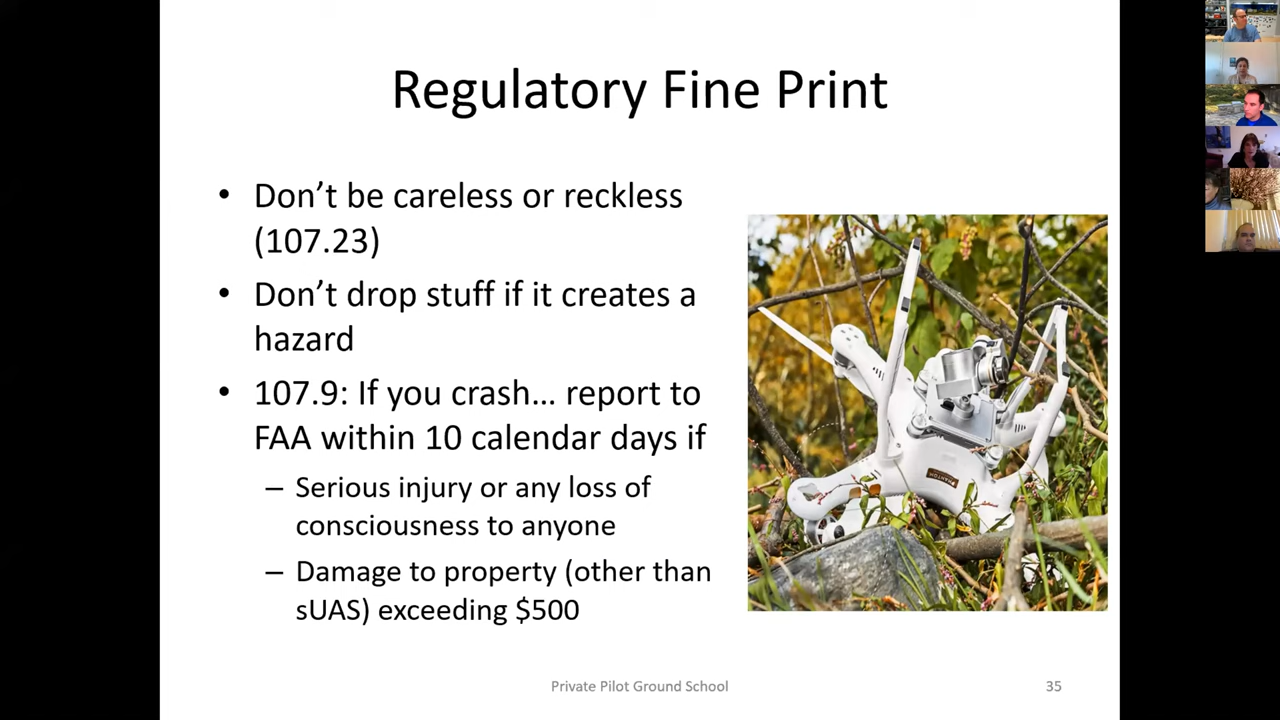 Regulatory Fine Print
• Don’t be careless or reckless
(107.23)
• Don’t drop stuff if it creates a
hazard
• 107.9: If you crash… report to
FAA within 10 calendar days if
– Serious injury or any loss of
consciousness to anyone
– Damage to property (other than
sUAS) exceeding $500
PHANTOM
Private Pilot Ground School
35